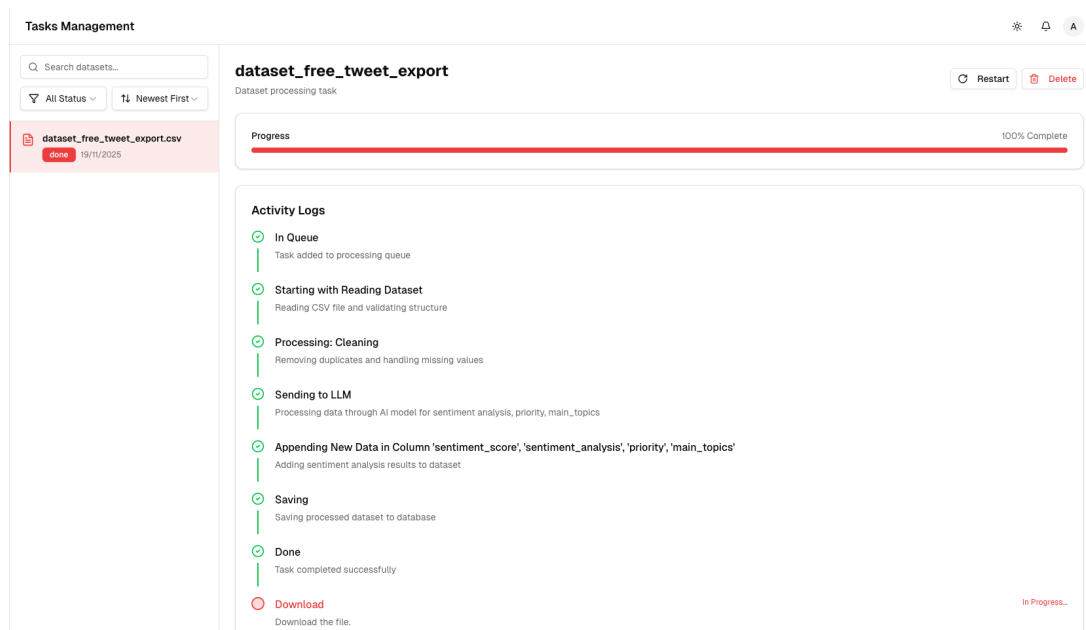 Tasks Management
A
Search datasets...
All Status
Newest First
dataset_free_tweet_export.csv
done
19/11/2025
dataset_free_tweet_export
Dataset processing task
Restart
Delete
Progress
100% Complete
Activity Logs
In Queue
Task added to processing queue
Starting with Reading Dataset
Reading CSV file and validating structure
Processing: Cleaning
Removing duplicates and handling missing values
Sending to LLM
Processing data through AI model for sentiment analysis, priority, main_topics
Appending New Data in Column 'sentiment_score', 'sentiment_analysis', 'priority', 'main_topics'
Adding sentiment analysis results to dataset
Saving
Saving processed dataset to database
Done
Task completed successfully
Download
In Progress...
Download the file.